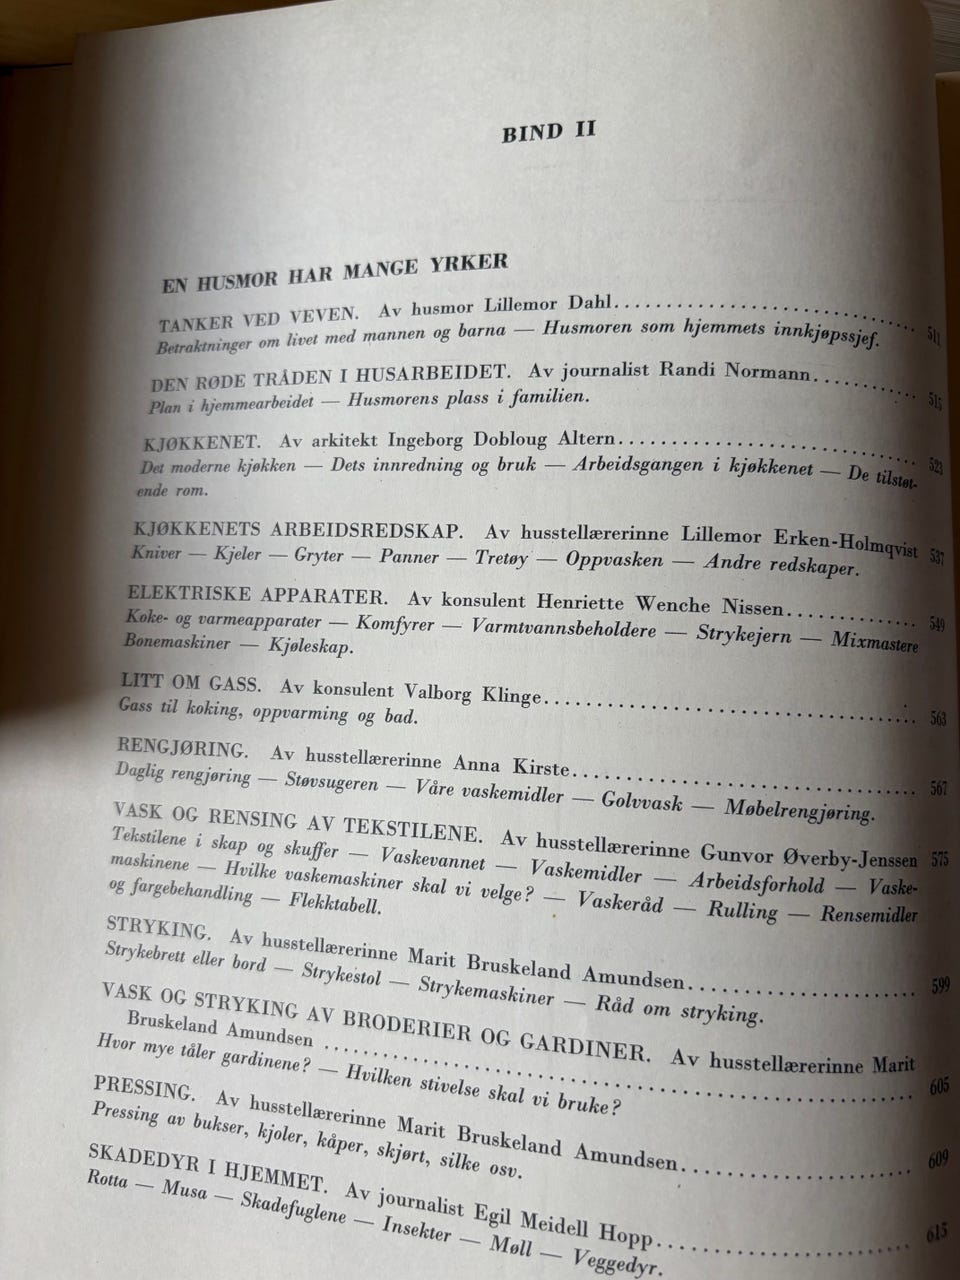 BIND II
EN HUSMOR HAR MANGE YRKER
TANKER VED VEVEN. Av husmor Lillemor Dahl.............................. 511
Betraktninger om livet med mannen og barna — Husmoren som hjemmets innkjøpssjef.
DEN RØDE TRÅDEN I HUSARBEIDET. Av journalist Randi Normann........... 515
Plan i hjemmearbeidet — Husmorens plass i familien.
KJØKKENET. Av arkitekt Ingeborg Dobloug Altern............................ 523
Det moderne kjøkken — Dets innredning og bruk — Arbeidsgangen i kjøkkenet — De tilstøt-
ende rom.
KJØKKENETS ARBEIDSREDSKAP. Av husstellærerinne Lillemor Erken-Holmqvist 537
Kniver — Kjeler — Gryter — Panner — Tretøy — Oppvasken — Andre redskaper.
ELEKTRISKE APPARATER. Av konsulent Henriette Wenche Nissen............. 549
Koke- og varmeapparater — Komfyrer — Varmtvannsbeholdere — Strykejern — Mixmastere
Bonemaskiner — Kjøleskap.
LITT OM GASS. Av konsulent Valborg Klinge................................... 563
Gass til koking, oppvarming og bad.
RENGJØRING. Av husstellærerinne Anna Kirste................................ 567
Daglig rengjøring — Støvsugeren — Våre vaskemidler — Golvvask — Møbelrengjøring.
VASK OG RENSING AV TEKSTILENE. Av husstellærerinne Gunvor Øverby-Jenssen 575
Tekstilene i skap og skuffer — Vaskevannet — Vaskemidler — Arbeidsforhold — Vaske-
maskinene — Hvilke vaskemaskiner skal vi velge? — Vaskeråd — Rulling — Rensemidler
og fargebehandling — Flekktabell.
STRYKING. Av husstellærerinne Marit Bruskeland Amundsen.................... 599
Strykebrett eller bord — Strykestol — Strykemaskiner — Råd om stryking.
VASK OG STRYKING AV BRODERIER OG GARDINER. Av husstellærerinne Marit
Bruskeland Amundsen ...................................................... 605
Hvor mye tåler gardinene? — Hvilken stivelse skal vi bruke?
PRESSING. Av husstellærerinne Marit Bruskeland Amundsen.................... 609
Pressing av bukser, kjoler, kåper, skjørt, silke osv.
SKADEDYR I HJEMMET. Av journalist Egil Meidell Hopp....................... 615
Rotta — Musa — Skadefuglene — Insekter — Møll — Veggedyr.